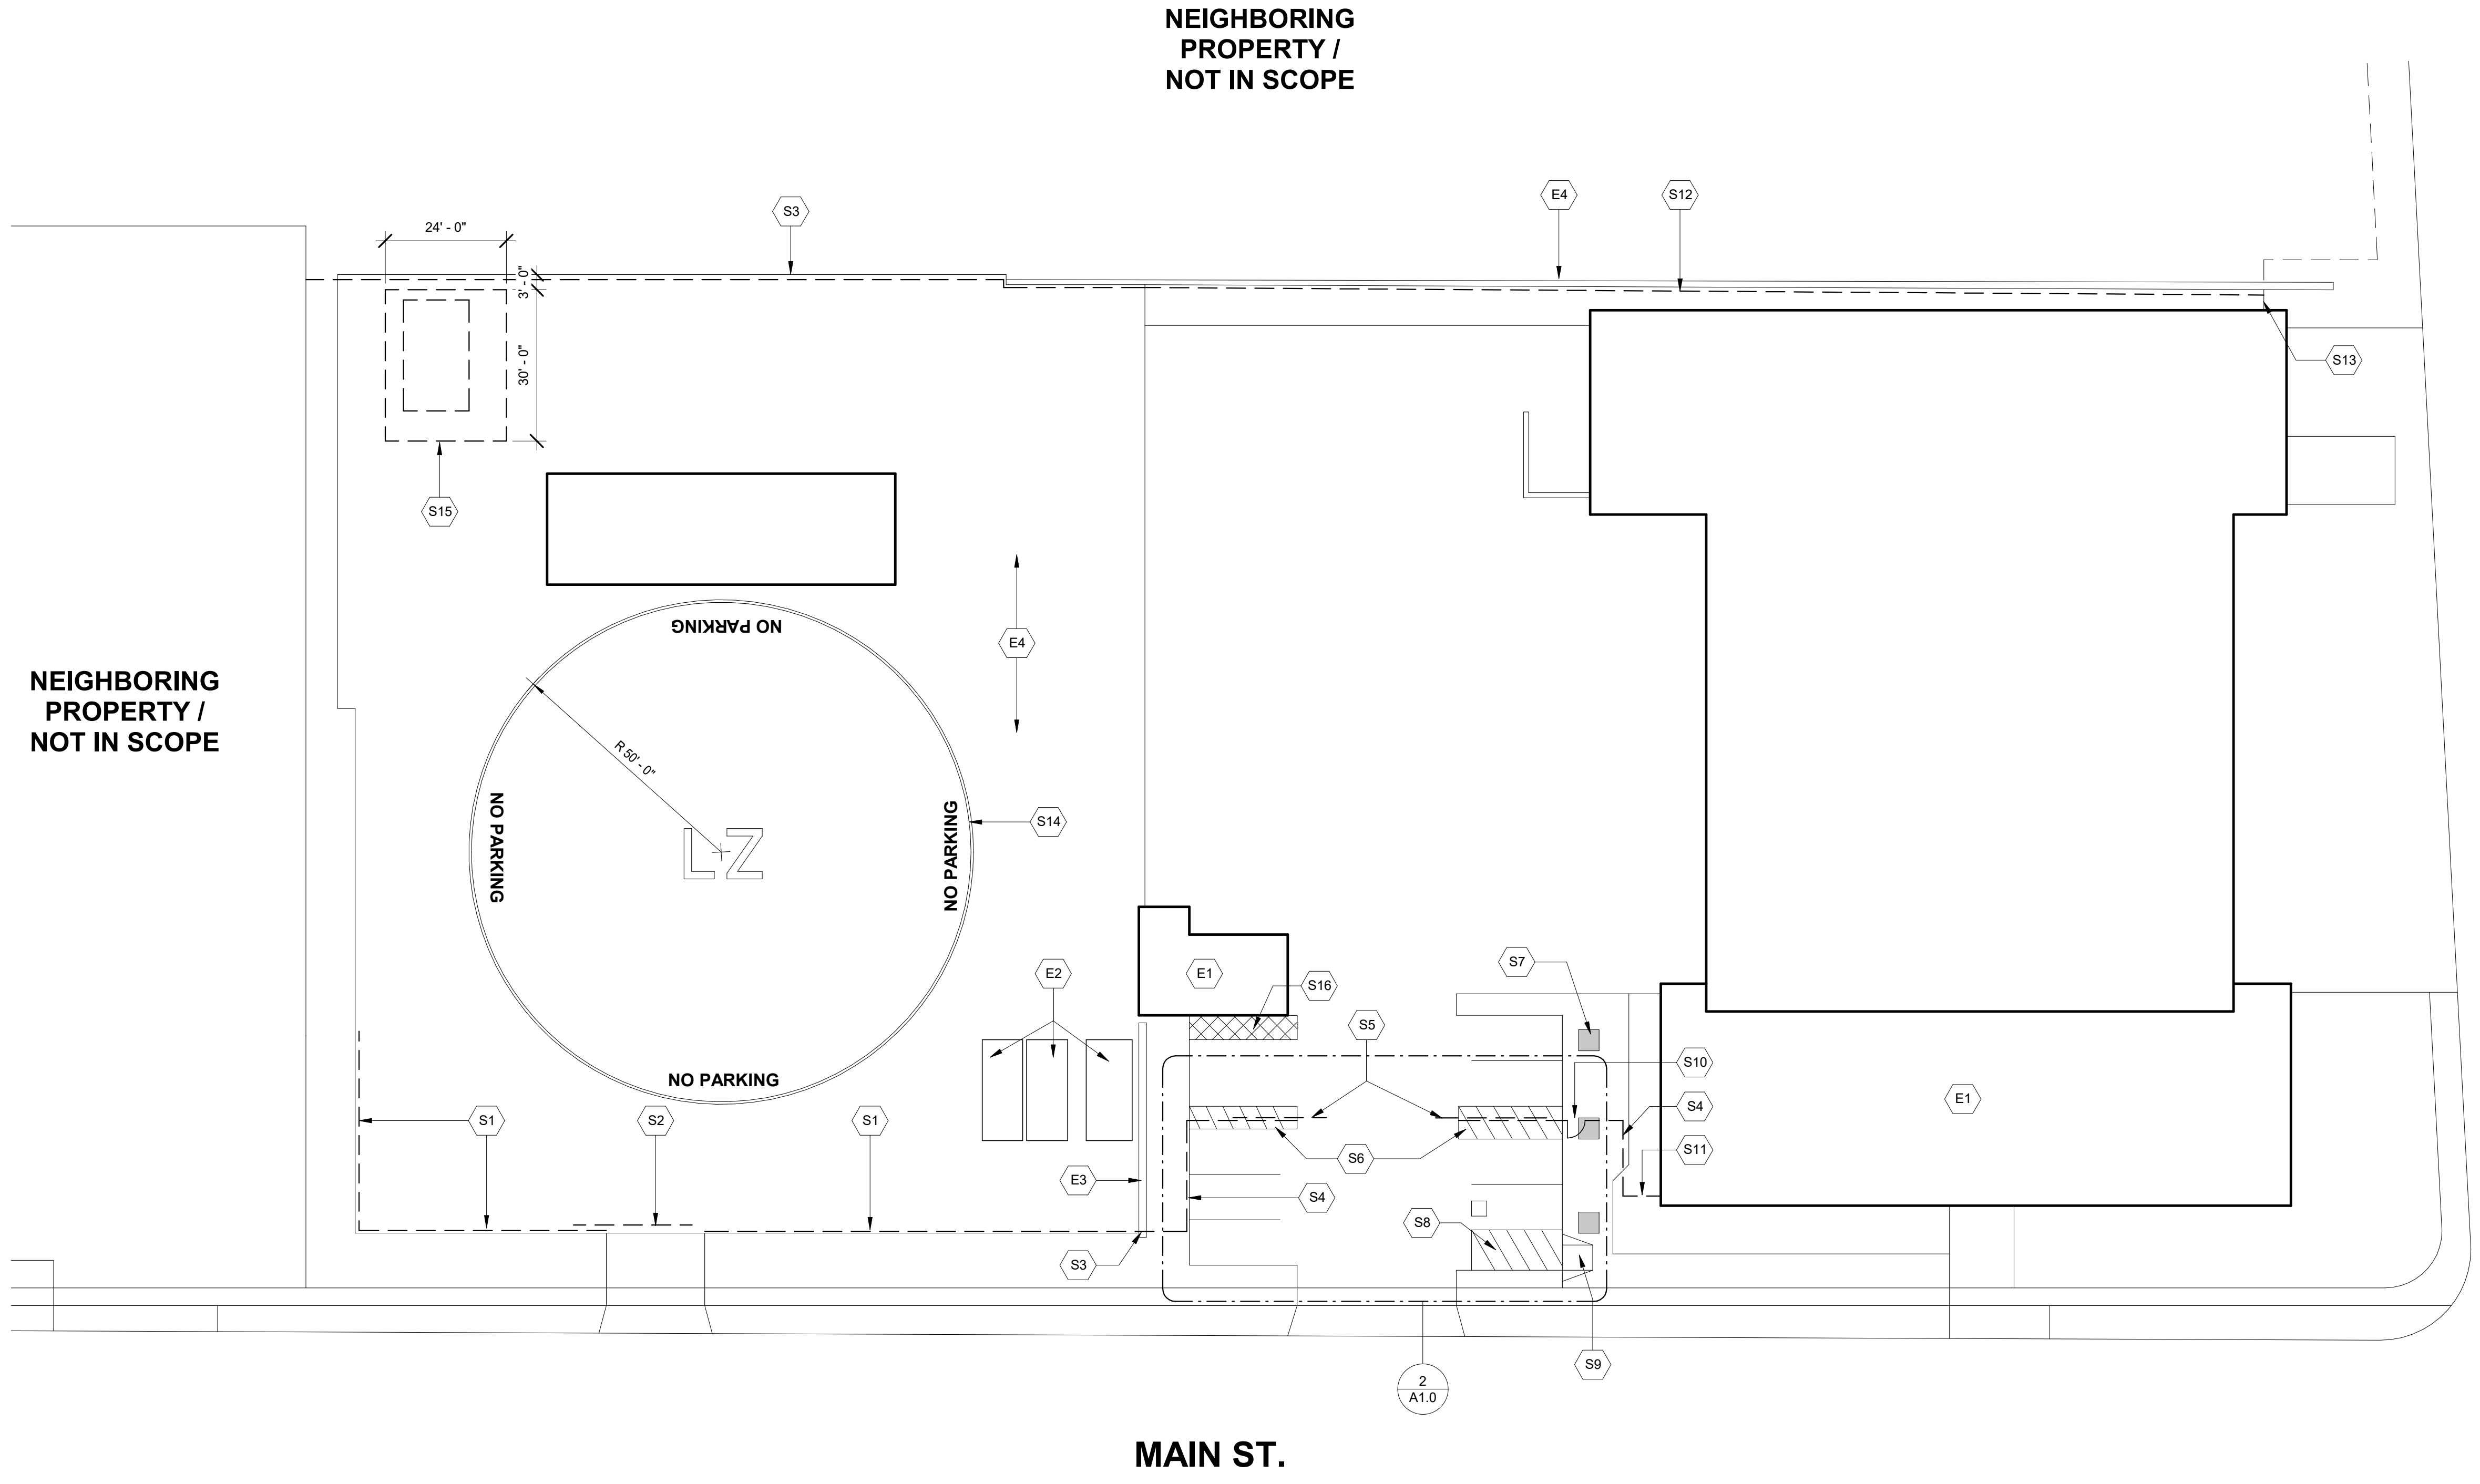 NEIGHBORING
PROPERTY /
NOT IN SCOPE
E4
S12
S3
24' - 0"
3' - 0"
30' - 0"
S13
S15
E4
NO PARKING
NEIGHBORING
PROPERTY /
NOT IN SCOPE
R 50' - 0"
NO PARKING
LZ
NO PARKING
S14
NO PARKING
S7
E2
E1
S16
S5
S10
S4
E1
S1
S2
S1
S11
S6
E3
S4
S8
S3
S9
2
A1.0
MAIN ST.